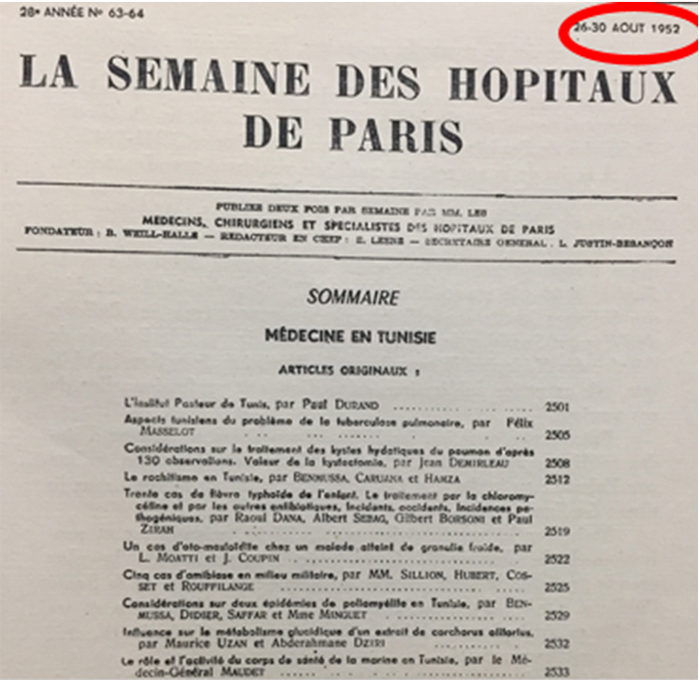 28e ANNÉE No 63-64
26-30 AOUT 1952
LA SEMAINE DES HOPITAUX
DE PARIS
PUBLIEE DEUX FOIS PAR SEMAINE PAR MM. LES
MEDECINS, CHIRURGIENS ET SPECIALISTES DES HOPITAUX DE PARIS
FONDATEUR : B. WEILL-HALLE — REDACTEUR EN CHEF : E. LESNE — SECRETAIRE GENERAL . L. JUSTIN-BESANÇON
SOMMAIRE
MÉDECINE EN TUNISIE
ARTICLES ORIGINAUX :
L'Institut Pasteur de Tunis, par Paul DURAND .......... 2501
Aspects tunisiens du problème de la tuberculose pulmonaire, par Félix
MASSELOT .......... 2505
Considérations sur le traitement des kystes hydatiques du poumon d'après
130 observations. Valeur de la kystectomie, par Jean DEMIRLEAU 2508
Le rachitisme en Tunisie, par BENMUSSA, CARUANA et HAMZA 2512
Trente cas de fièvre typhoïde de l'enfant. Le traitement par la chloromy-
cétine et par les autres antibiotiques, Incidents, accidents, Incidences pa-
thogéniques, par Raoul DANA, Albert SEBAG, Gilbert BORSONI et Paul
ZIRAH .......... 2519
Un cas d'oto-mastoïdite chez un malade atteint de granulie froide, par
L. MOATTI et J. COUPIN .......... 2522
Cinq cas d'amibiase en milieu militaire, par MM. SILLION, HUBERT, COS-
SET et ROUFFILANGE .......... 2525
Considérations sur deux épidémies de poliomyélite en Tunisie, par BEN-
MUSSA, DIDIER, SAFFAR et Mme MINGUET .......... 2529
Influence sur le métabolisme glucidique d'un extrait de corchorus olitorius,
par Maurice UZAN et Abderahmane DZIRI .......... 2532
Le rôle et l'activité du corps de santé de la marine en Tunisie, par le Mé-
decin-Général MAUDET .......... 2533